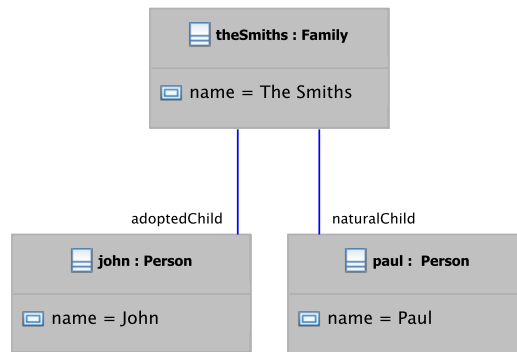 theSmiths : Family
name = The Smiths
adoptedChild
naturalChild
john : Person
name = John
paul :  Person
name = Paul